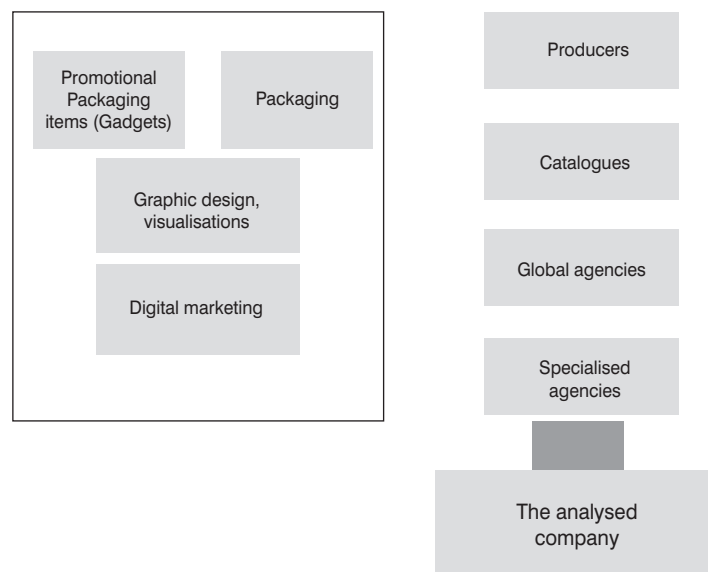 Promotional
Packaging
items (Gadgets)
Packaging
Graphic design,
visualisations
Digital marketing
Producers
Catalogues
Global agencies
Specialised
agencies
The analysed
company